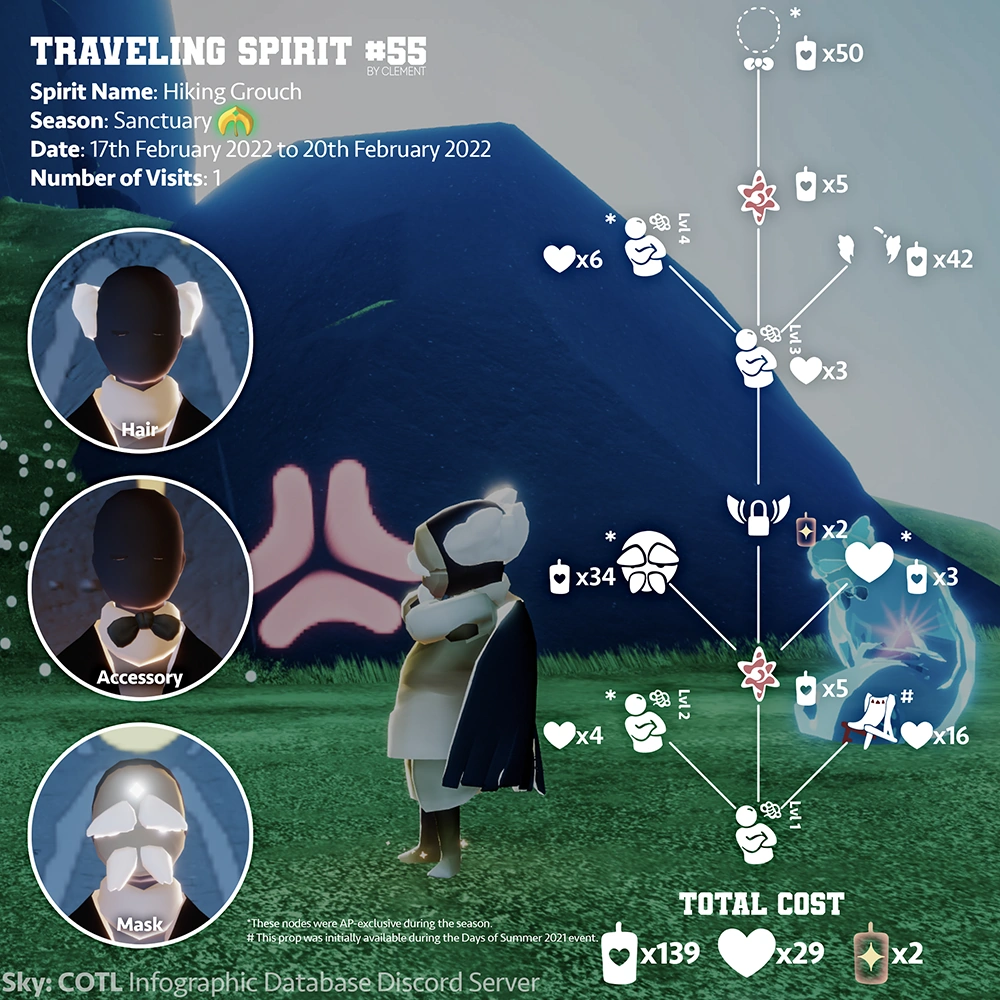 TRAVELING SPIRIT #55
BY CLEMENT
Spirit Name: Hiking Grouch
Season: Sanctuary
Date: 17th February 2022 to 20th February 2022
Number of Visits: 1
Hair
Accessory
Mask
*
x50
x5
*
Lvl 4
x6
x42
Lvl 3
x3
x2
*
x34
*
x3
x5
*
Lvl 2
x4
#
x16
Lvl 1
TOTAL COST
x139
x29
x2
*These nodes were AP-exclusive during the season.
# This prop was initially available during the Days of Summer 2021 event.
Sky: COTL Infographic Database Discord Server